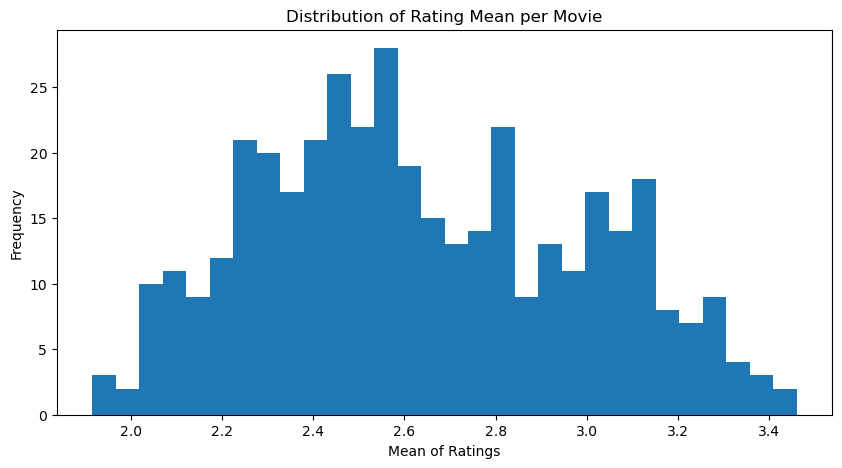 Distribution of Rating Mean per Movie
25
20
15
10
5
0
Frequency
2.0 2.2 2.4 2.6 2.8 3.0 3.2 3.4
Mean of Ratings